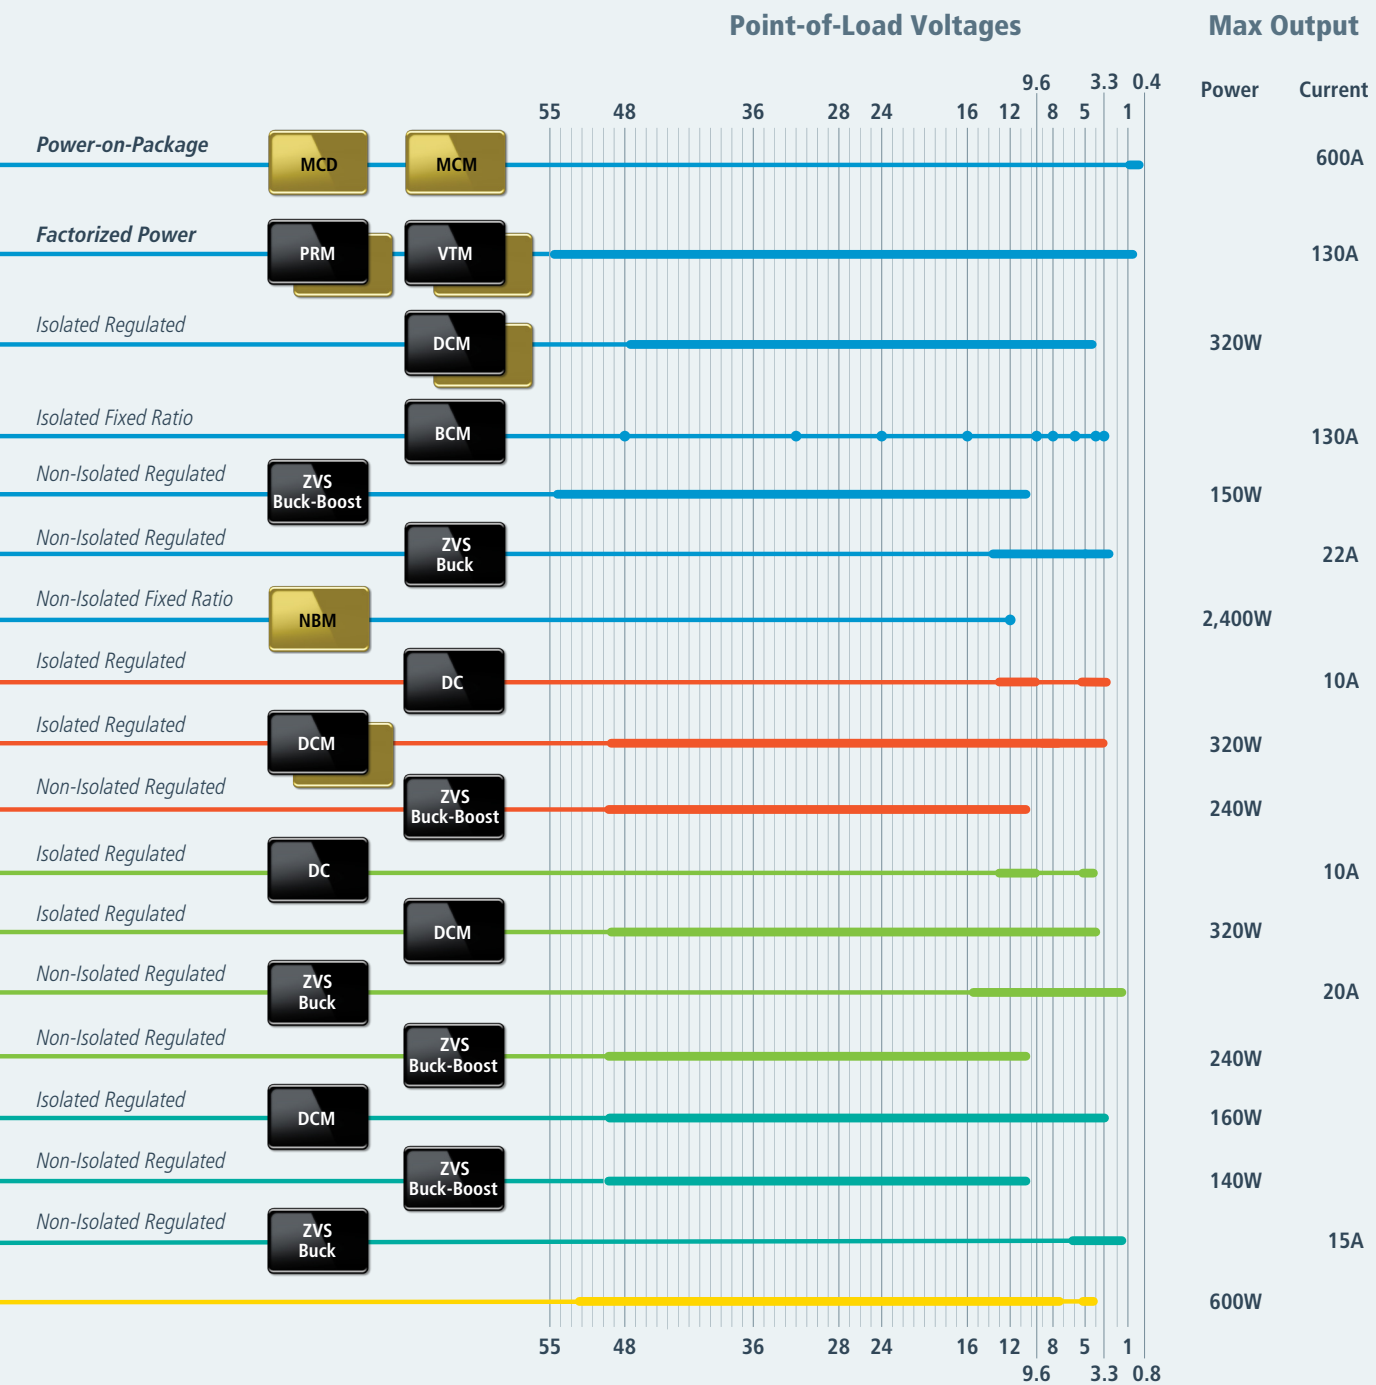 Point-of-Load Voltages Max Output
9.6 3.3 0.4
Power Current
55 48 36 28 24 16 12 8 5 1
Power-on-Package
MCD MCM 600A
Factorized Power
PRM VTM 130A
Isolated Regulated
DCM 320W
Isolated Fixed Ratio
BCM 130A
Non-Isolated Regulated
ZVS
Buck-Boost 150W
Non-Isolated Regulated
ZVS
Buck 22A
Non-Isolated Fixed Ratio
NBM 2,400W
Isolated Regulated
DC 10A
Isolated Regulated
DCM 320W
Non-Isolated Regulated
ZVS
Buck-Boost 240W
Isolated Regulated
DC 10A
Isolated Regulated
DCM 320W
Non-Isolated Regulated
ZVS
Buck 20A
Non-Isolated Regulated
ZVS
Buck-Boost 240W
Isolated Regulated
DCM 160W
Non-Isolated Regulated
ZVS
Buck-Boost 140W
Non-Isolated Regulated
ZVS
Buck 15A
600W
55 48 36 28 24 16 12 8 5 1
9.6 3.3 0.8